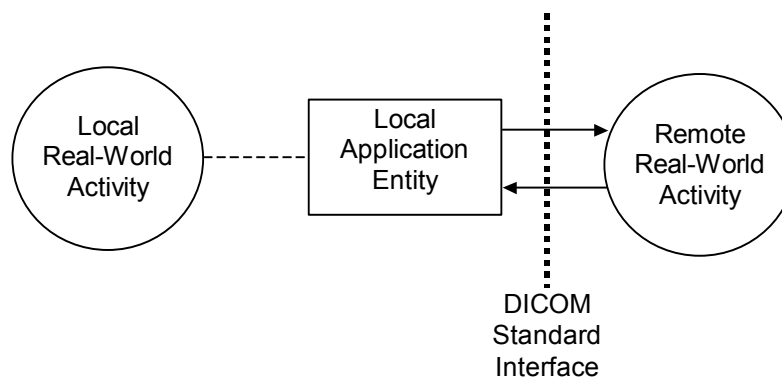 Local
Real-World
Activity
Local
Application
Entity
Remote
Real-World
Activity
DICOM
Standard
Interface